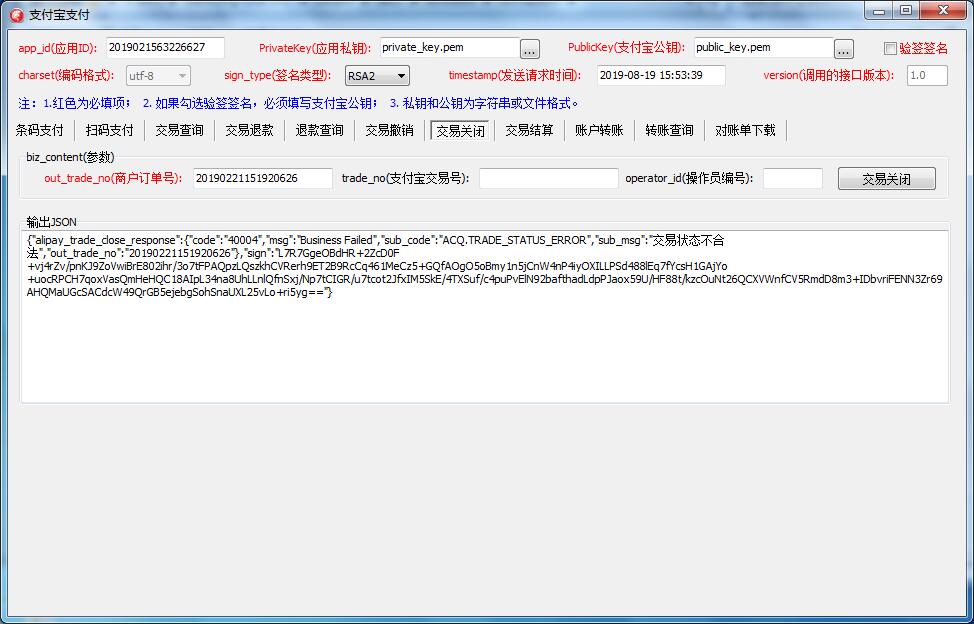 支付宝支付
app_id(应用ID): 2019021563226627 PrivateKey(应用私钥): private_key.pem ... PublicKey(支付宝公钥): public_key.pem ... 验签签名
charset(编码格式): utf-8 sign_type(签名类型): RSA2 timestamp(发送请求时间): 2019-08-19 15:53:39 version(调用的接口版本): 1.0
注：1.红色为必填项； 2. 如果勾选验签签名，必须填写支付宝公钥； 3. 私钥和公钥为字符串或文件格式。
条码支付 扫码支付 交易查询 交易退款 退款查询 交易撤销 交易关闭 交易结算 账户转账 转账查询 对账单下载
biz_content(参数)
out_trade_no(商户订单号): 20190221151920626 trade_no(支付宝交易号): operator_id(操作员编号): 交易关闭
输出JSON
{"alipay_trade_close_response":{"code":"40004","msg":"Business Failed","sub_code":"ACQ.TRADE_STATUS_ERROR","sub_msg":"交易状态不合
法","out_trade_no":"20190221151920626"},"sign":"L7R7GgeOBdHR+2ZcD0F
+vj4rZv/pnKJ9ZoVwiBrE802ihr/3o7tFPAQpzLQszkhCVRerh9ET2B9RcCq461MeCz5+GQfAOgO5oBmy1n5jCnW4nP4iyOXILLPSd488lEq7fYcsH1GAjYo
+uocRPCH7qoxVasQmHeHQC18AIpL34na8UhLLnlQfnSxj/Np7tCIGR/u7tcot2JfxIM5SkE/4TXSuf/c4puPvElN92bafthadLdpPJaox59U/HF88t/kzcOuNt26QCXVWnfCV5RmdD8m3+IDbvriFENN3Zr69
AHQMaUGcSACdcW49QrGB5ejebgSohSnaUXL25vLo+ri5yg=="}